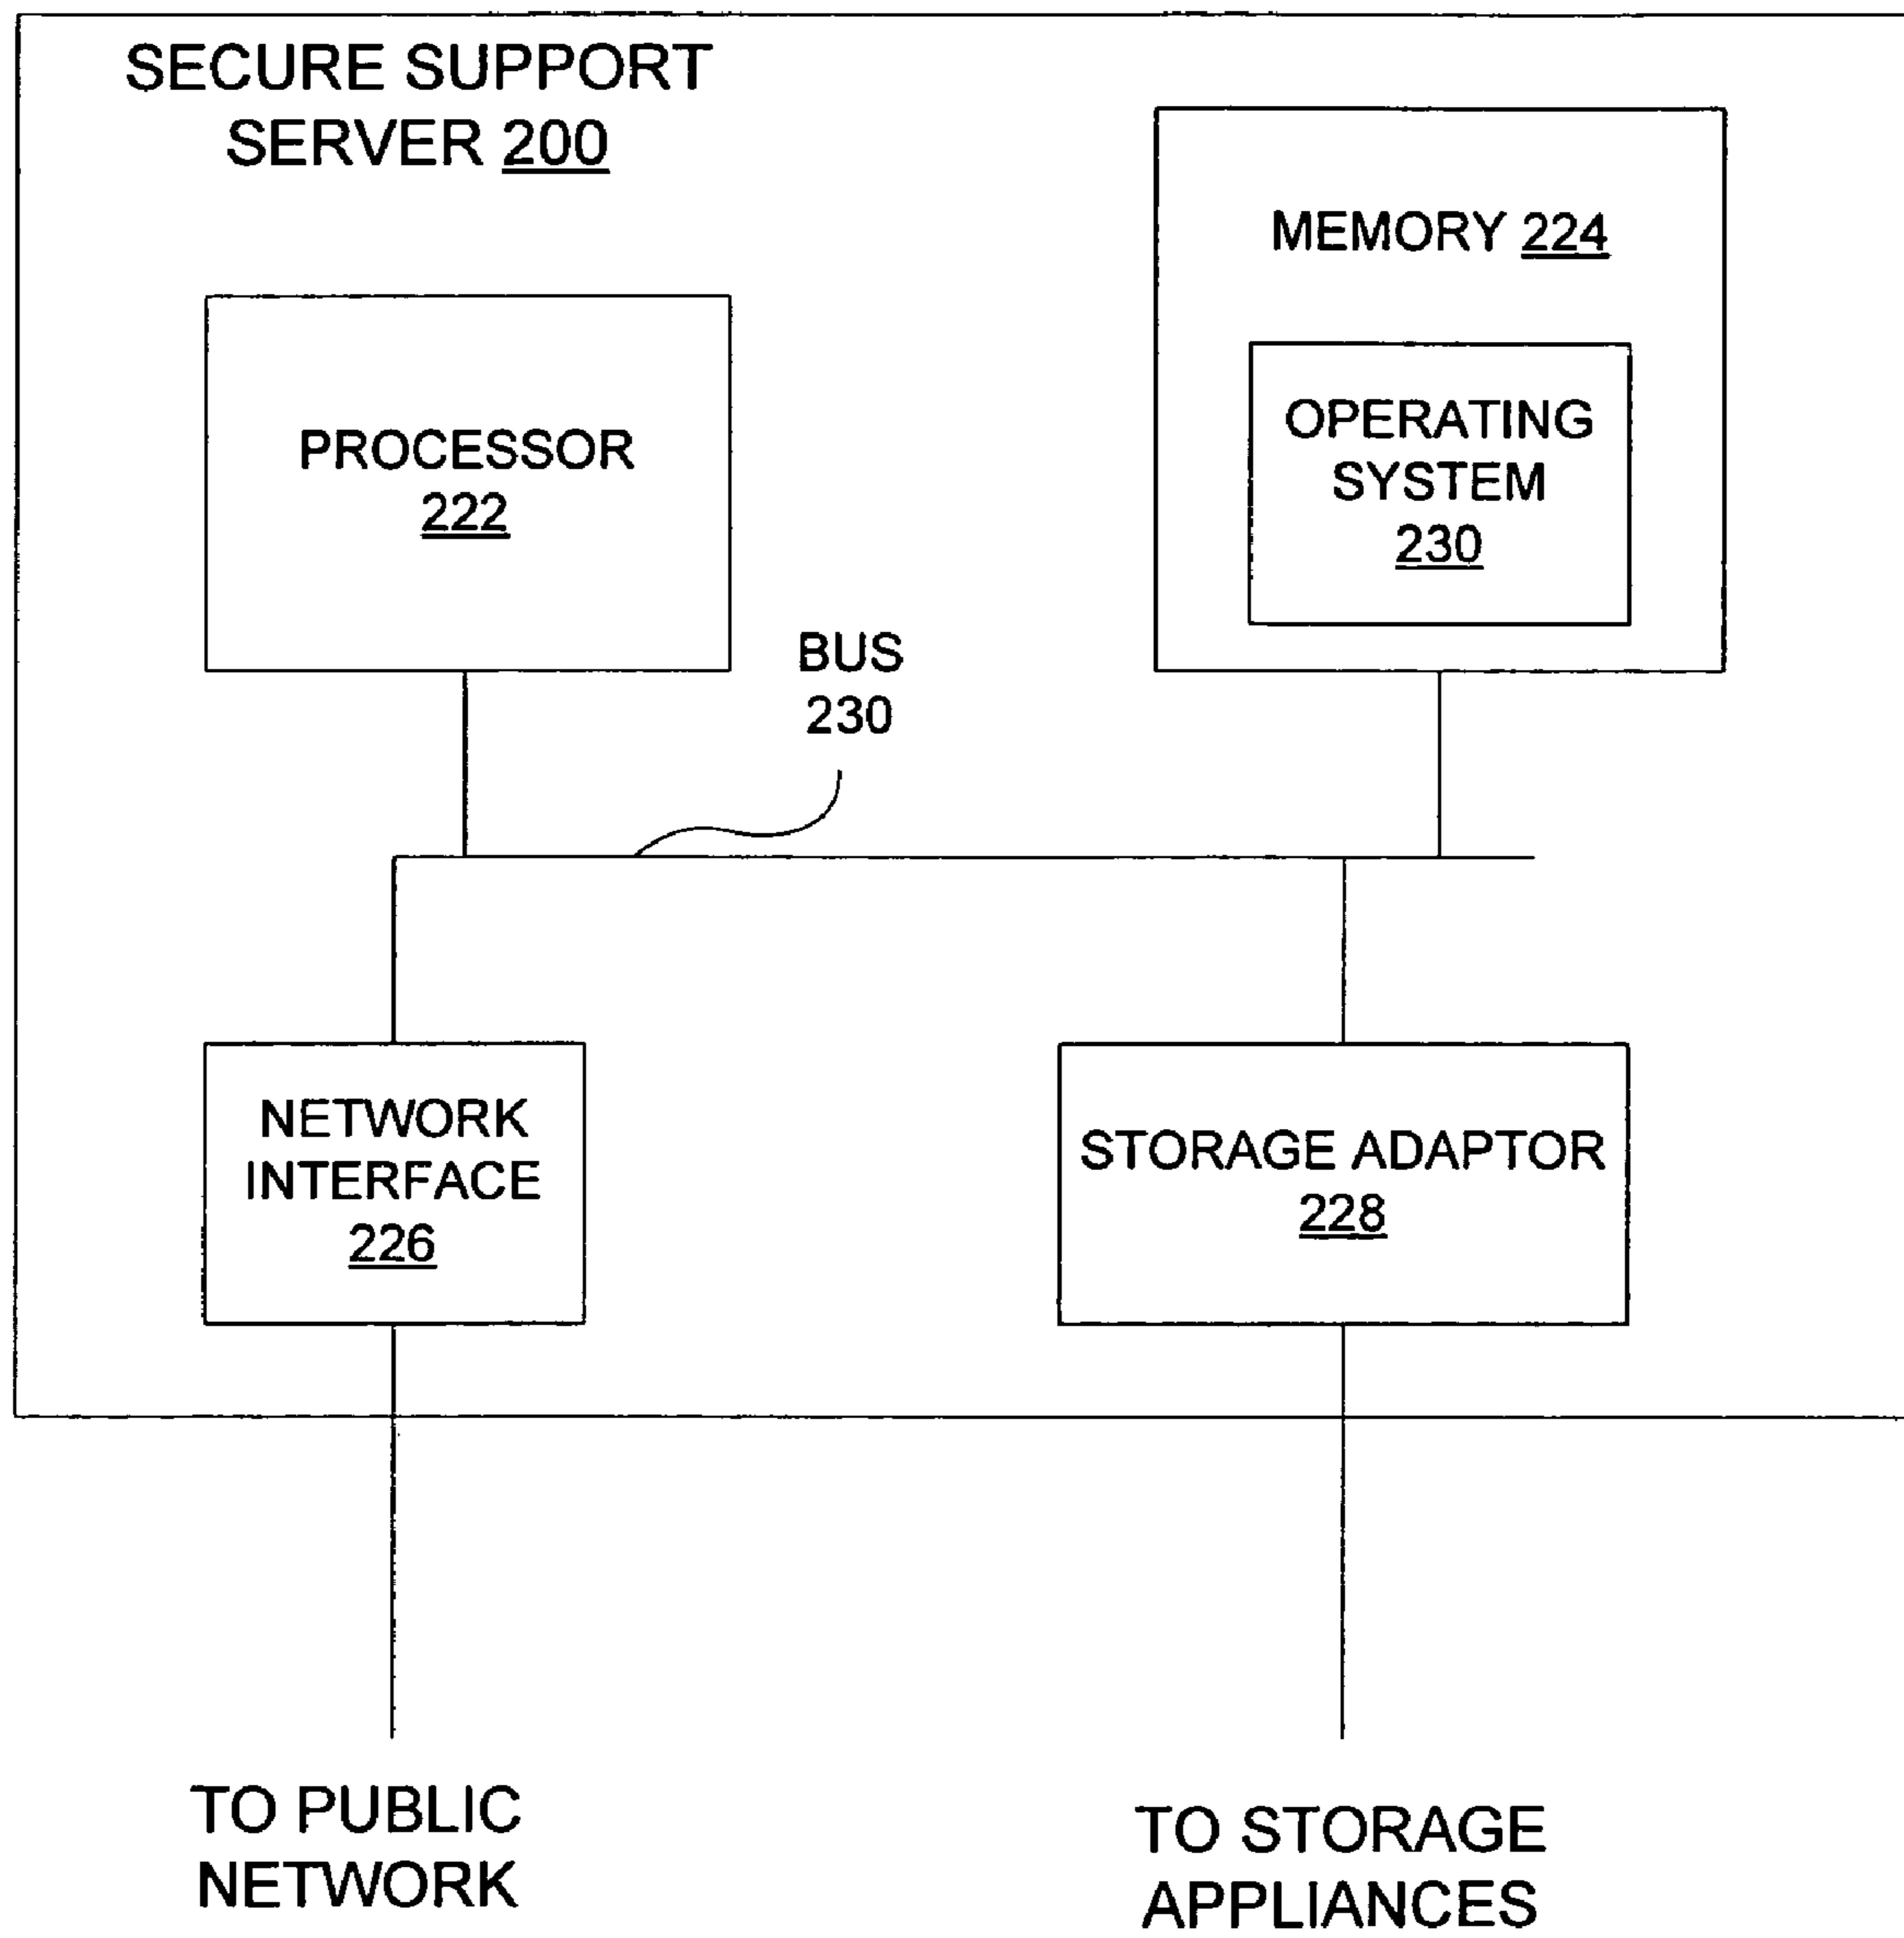 SECURE SUPPORT
SERVER 200
MEMORY 224
OPERATING
SYSTEM
230
PROCESSOR
222
BUS
230
NETWORK
INTERFACE
226
STORAGE ADAPTOR
228
TO PUBLIC
NETWORK
TO STORAGE
APPLIANCES